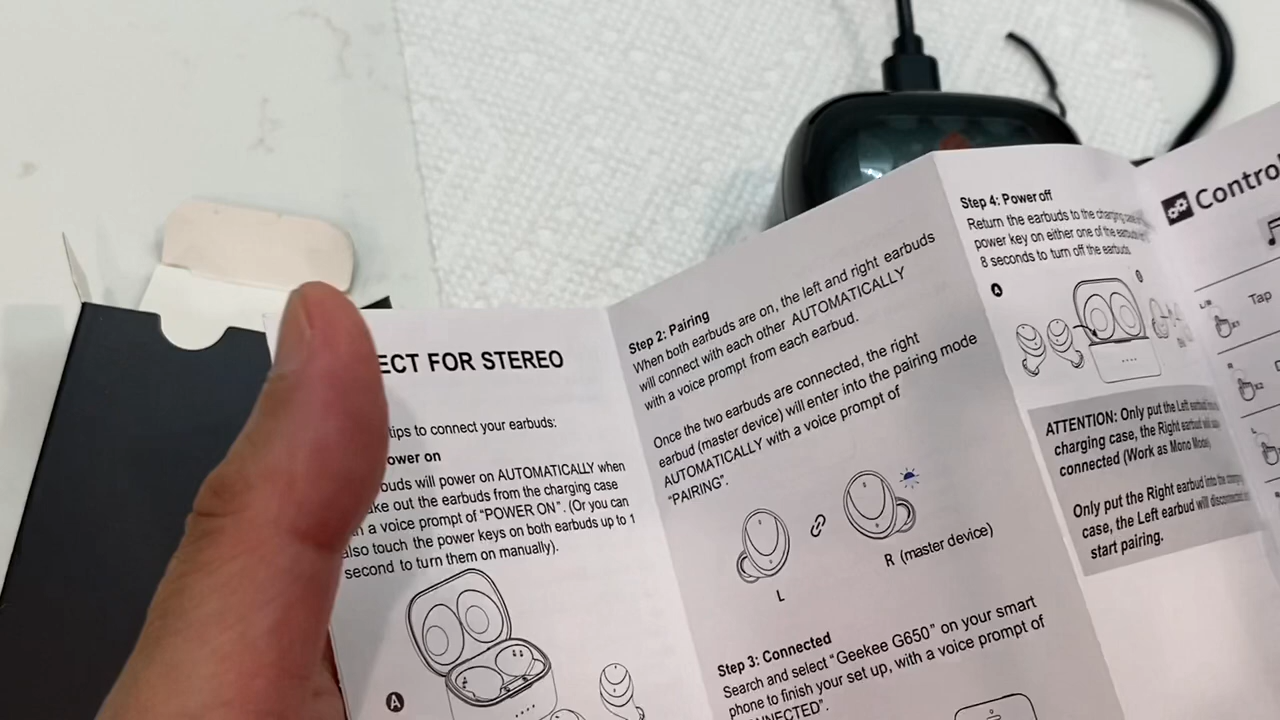 ECT FOR STEREO
tips to connect your earbuds:
ower on
buds will power on AUTOMATICALLY when
ake out the earbuds from the charging case
a voice prompt of "POWER ON". (Or you can
also touch the power keys on both earbuds up to 1
second to turn them on manually).
A
Step 2: Pairing
When both earbuds are on, the left and right earbuds
will connect with each other AUTOMATICALLY
with a voice prompt from each earbud.
Once the two earbuds are connected, the right
earbud (master device) will enter into the pairing mode
AUTOMATICALLY with a voice prompt of
"PAIRING".
L
R (master device)
Step 3: Connected
Search and select "Geekee G650" on your smart
phone to finish your set up, with a voice prompt of
NNECTED".
Step 4: Power off
Return the earbuds to the charging case
power key on either one of the earbuds
8 seconds to turn off the earbuds.
A
ATTENTION: Only put the Left earbud
charging case, the Right earbud will
connected (Work as Mono Mode)
Only put the Right earbud into the charging
case, the Left earbud will disconnected
start pairing.
Contro
Tap